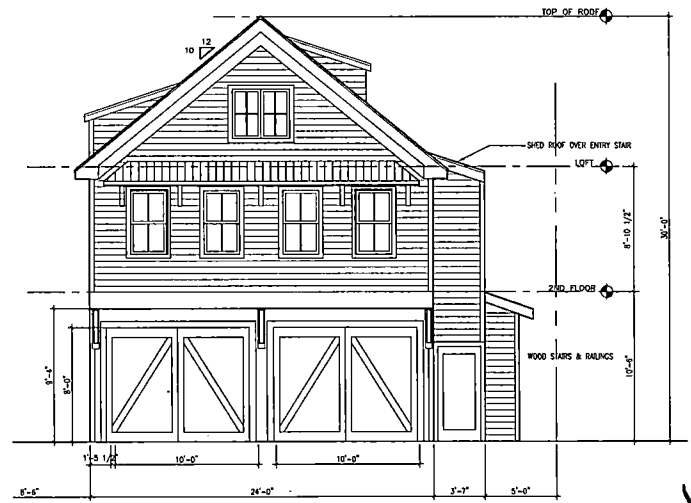 TOP OF ROOF
12
10
SHED ROOF OVER ENTRY STAIR
LOFT
8'-10 1/2"
30'-0"
2ND FLOOR
WOOD STAIRS & RAILINGS
10'-6"
9'-4"
8'-0"
1'-5 1/2"
10'-0"
10'-0"
8'-6"
24'-0"
3'-7"
5'-0"